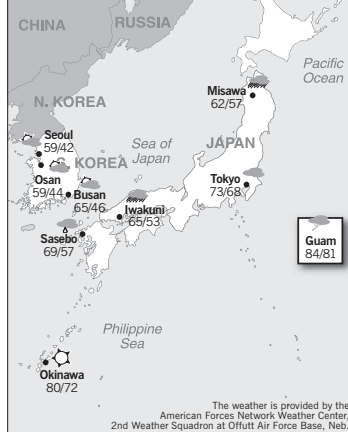 CHINA
RUSSIA
Pacific
Ocean
Misawa
62/57
N. KOREA
Seoul
59/42
Sea of
Japan
JAPAN
S. KOREA
Osan
59/44
Busan
65/46
Tokyo
73/68
Iwakuni
65/53
Sasebo
69/57
Guam
84/81
Philippine
Sea
Okinawa
80/72
The weather is provided by the
American Forces Network Weather Center,
2nd Weather Squadron at Offutt Air Force Base, Neb.